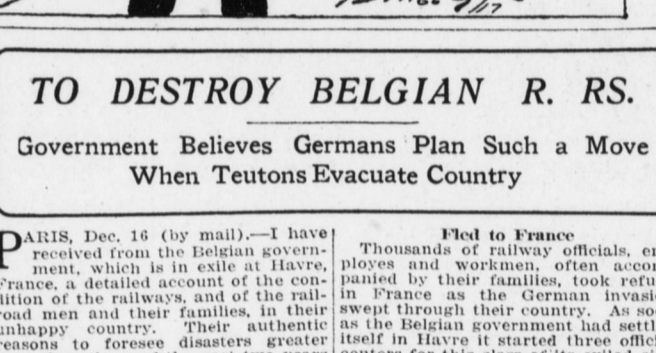 TO DESTROY BELGIAN R. RS.
Government Believes Germans Plan Such a Move
When Teutons Evacuate Country
PARIS, Dec. 16 (by mail).—I have
received from the Belgian govern-
ment, which is in exile at Havre,
France, a detailed account of the con-
dition of the railways, and of the rail-
road men and their families, in their
unhappy country. Their authentic
reasons to foresee disasters greater
Fled to France
Thousands of railway officials, em
ployes and workmen, often accom
panied by their families, took refu
in France as the German invasi
swept through their country. As so
as the Belgian government had settl
itself in Havre it started three offic